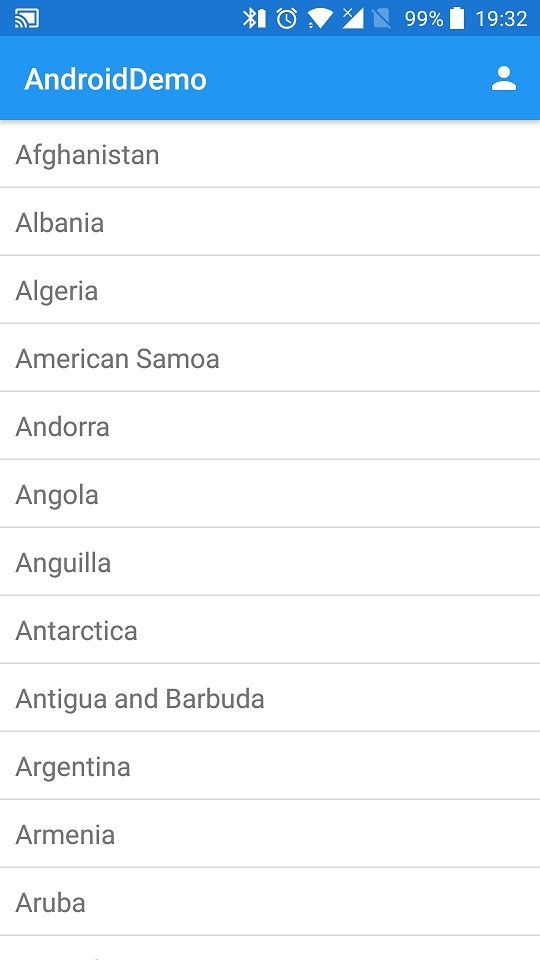 99% 19:32
AndroidDemo
Afghanistan
Albania
Algeria
American Samoa
Andorra
Angola
Anguilla
Antarctica
Antigua and Barbuda
Argentina
Armenia
Aruba